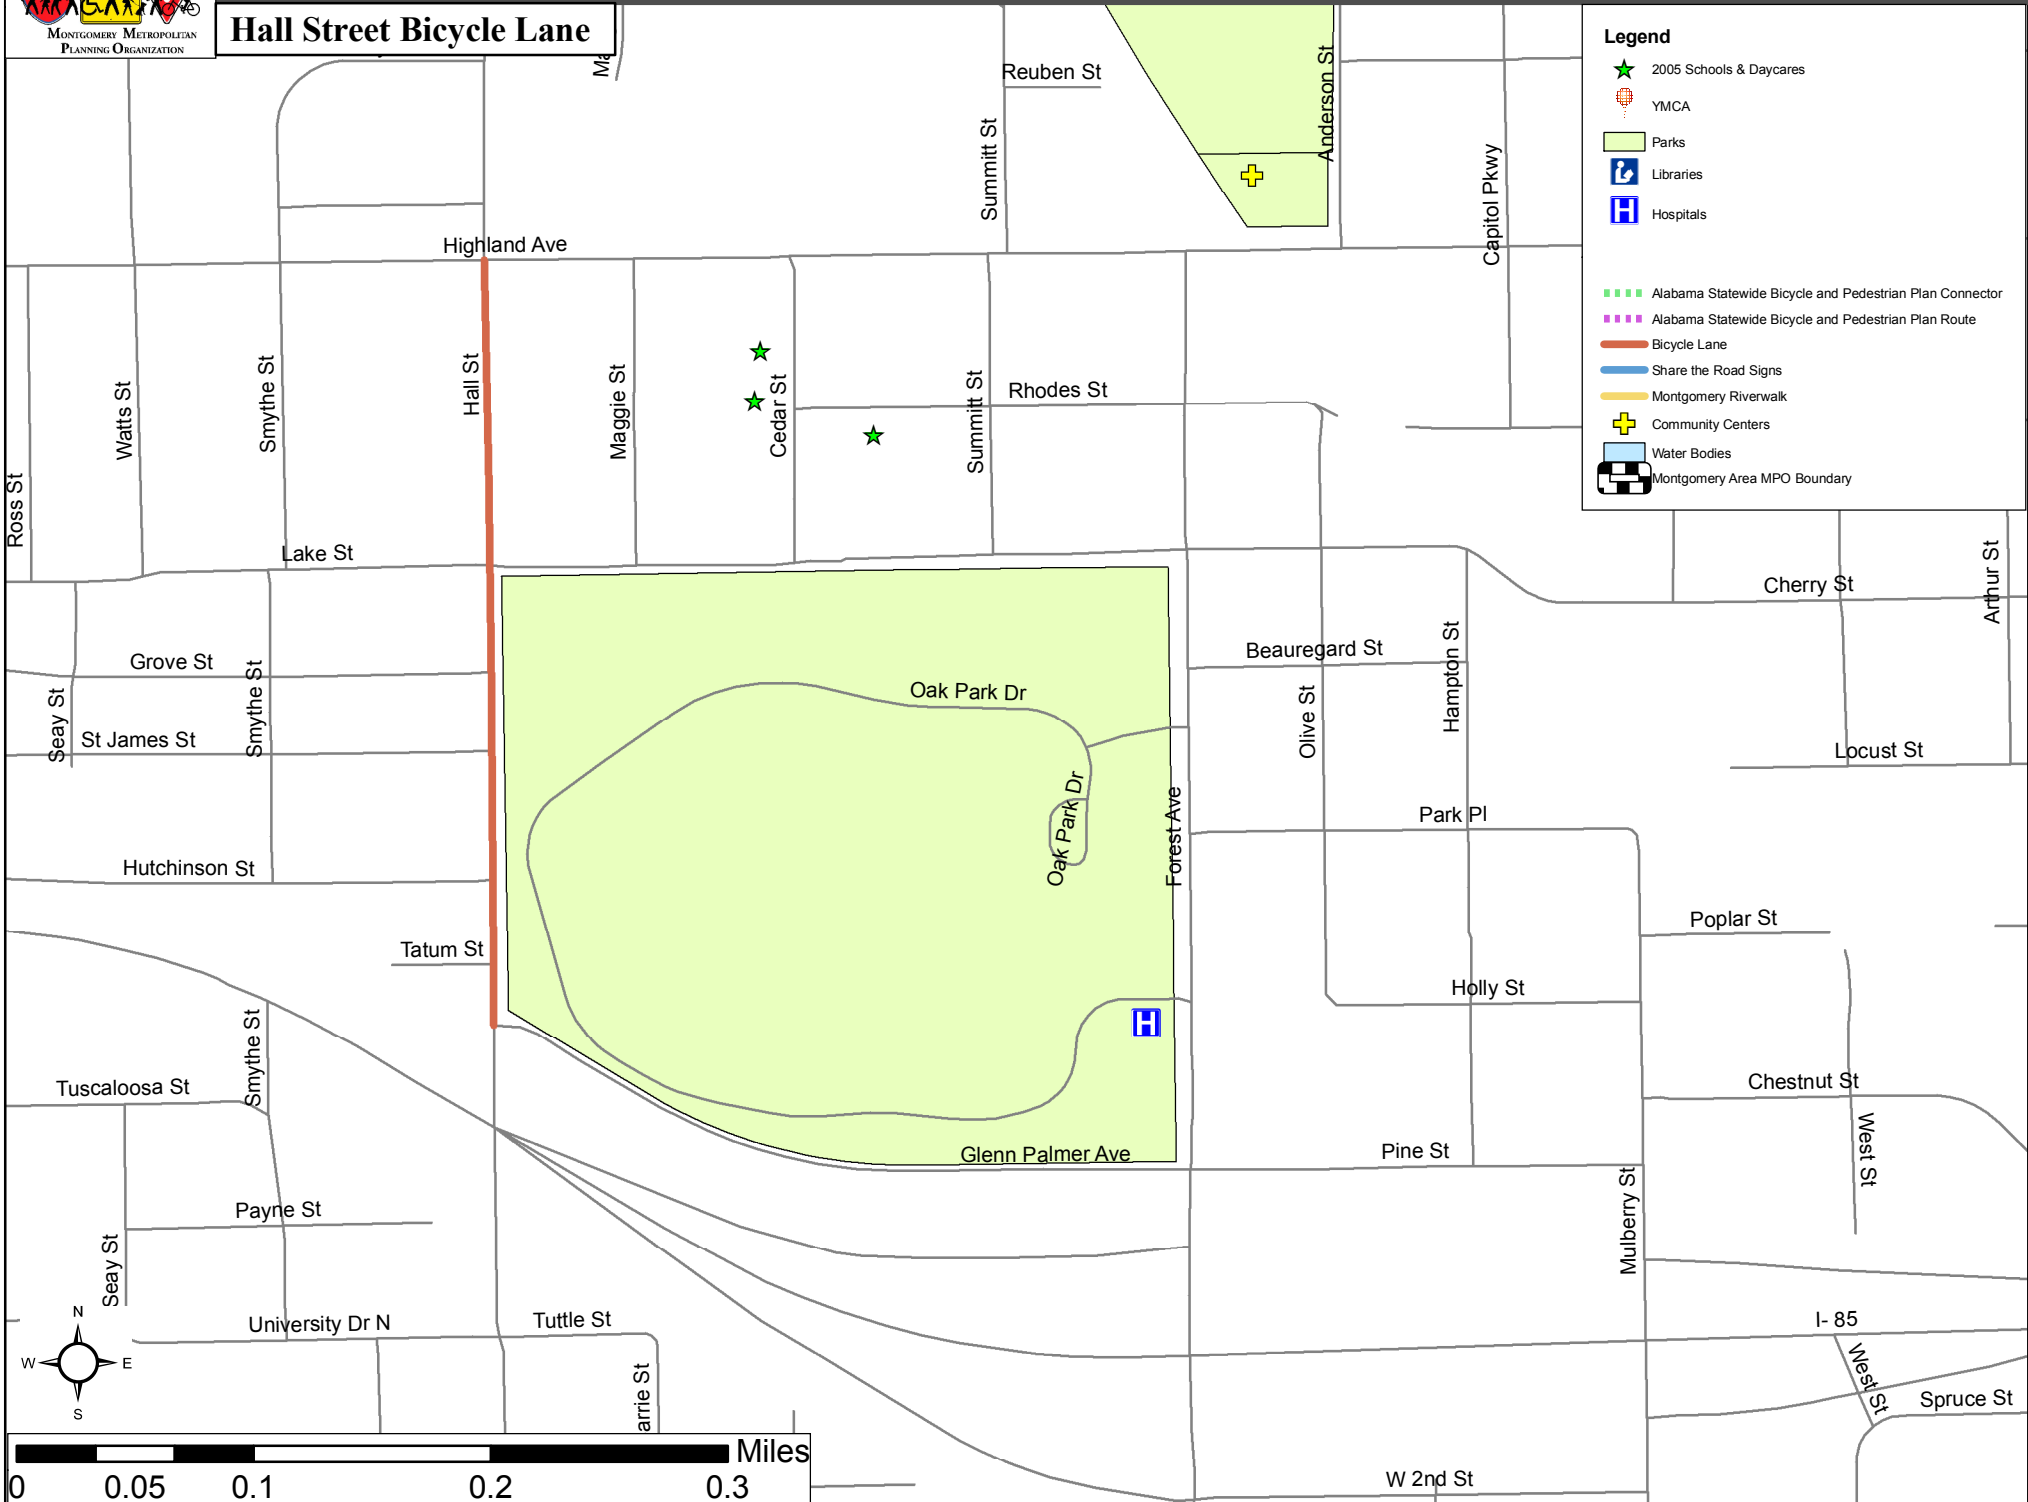 MONTGOMERY METROPOLITAN
PLANNING ORGANIZATION
Hall Street Bicycle Lane
Legend
2005 Schools & Daycares
YMCA
Parks
Libraries
Hospitals
Alabama Statewide Bicycle and Pedestrian Plan Connector
Alabama Statewide Bicycle and Pedestrian Plan Route
Bicycle Lane
Share the Road Signs
Montgomery Riverwalk
Community Centers
Water Bodies
Montgomery Area MPO Boundary
Ma
Reuben St
Anderson St
Summitt St
Capitol Pkwy
Highland Ave
Ross St
Watts St
Smythe St
Hall St
Maggie St
Cedar St
Summitt St
Rhodes St
Lake St
Cherry St
Arthur St
Grove St
Seay St
Smythe St
St James St
Beauregard St
Hampton St
Olive St
Oak Park Dr
Oak Park Dr
Forest Ave
Locust St
Park Pl
Hutchinson St
Tatum St
Poplar St
Holly St
H
Smythe St
Tuscaloosa St
Chestnut St
West St
Glenn Palmer Ave
Pine St
Mulberry St
Payne St
Seay St
University Dr N
Tuttle St
I- 85
West St
Spruce St
arrie St
W 2nd St
N
W E
S
Miles
0 0.05 0.1 0.2 0.3